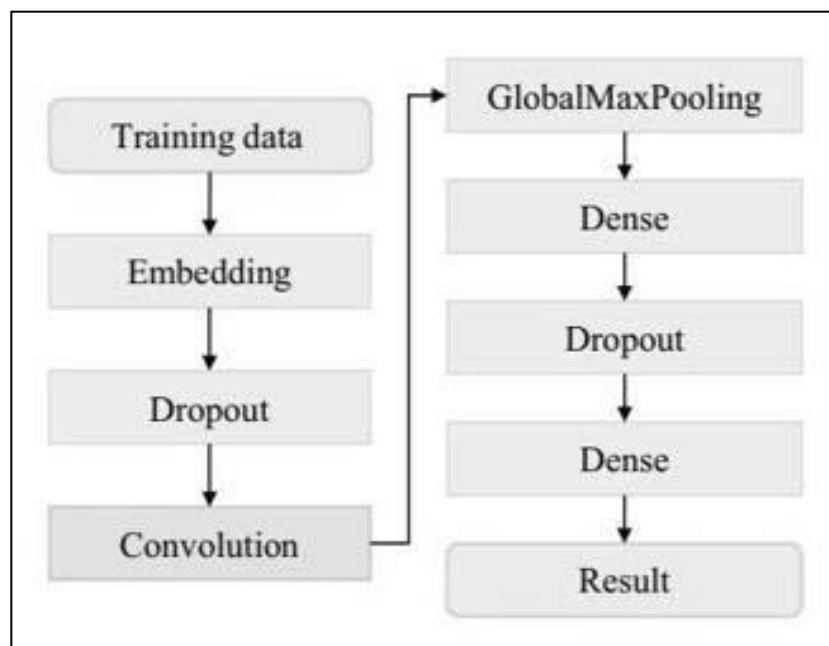 Training data
Embedding
Dropout
Convolution
GlobalMaxPooling
Dense
Dropout
Dense
Result